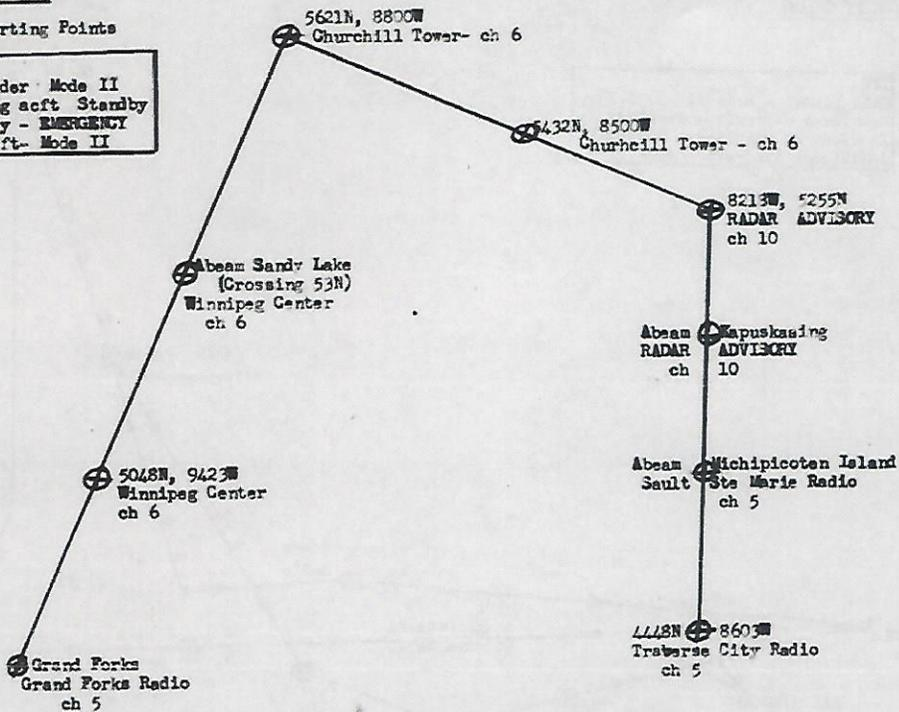 rting Points
der Mode II
g acft Standby
y - EMERGENCY
ft- Mode II
5621N, 8800W
Churchill Tower- ch 6
5432N, 8500W
Churhcill Tower - ch 6
8213W, 5255N
RADAR ADVISORY
ch 10
Abeam Sandy Lake
(Crossing 53N)
Winnipeg Center
ch 6
Abeam Kapuskasing
RADAR ADVISORY
ch 10
5048N, 9423W
Winnipeg Center
ch 6
Abeam Michipicoten Island
Sault Ste Marie Radio
ch 5
4448N 8603W
Traverse City Radio
ch 5
Grand Forks
Grand Forks Radio
ch 5